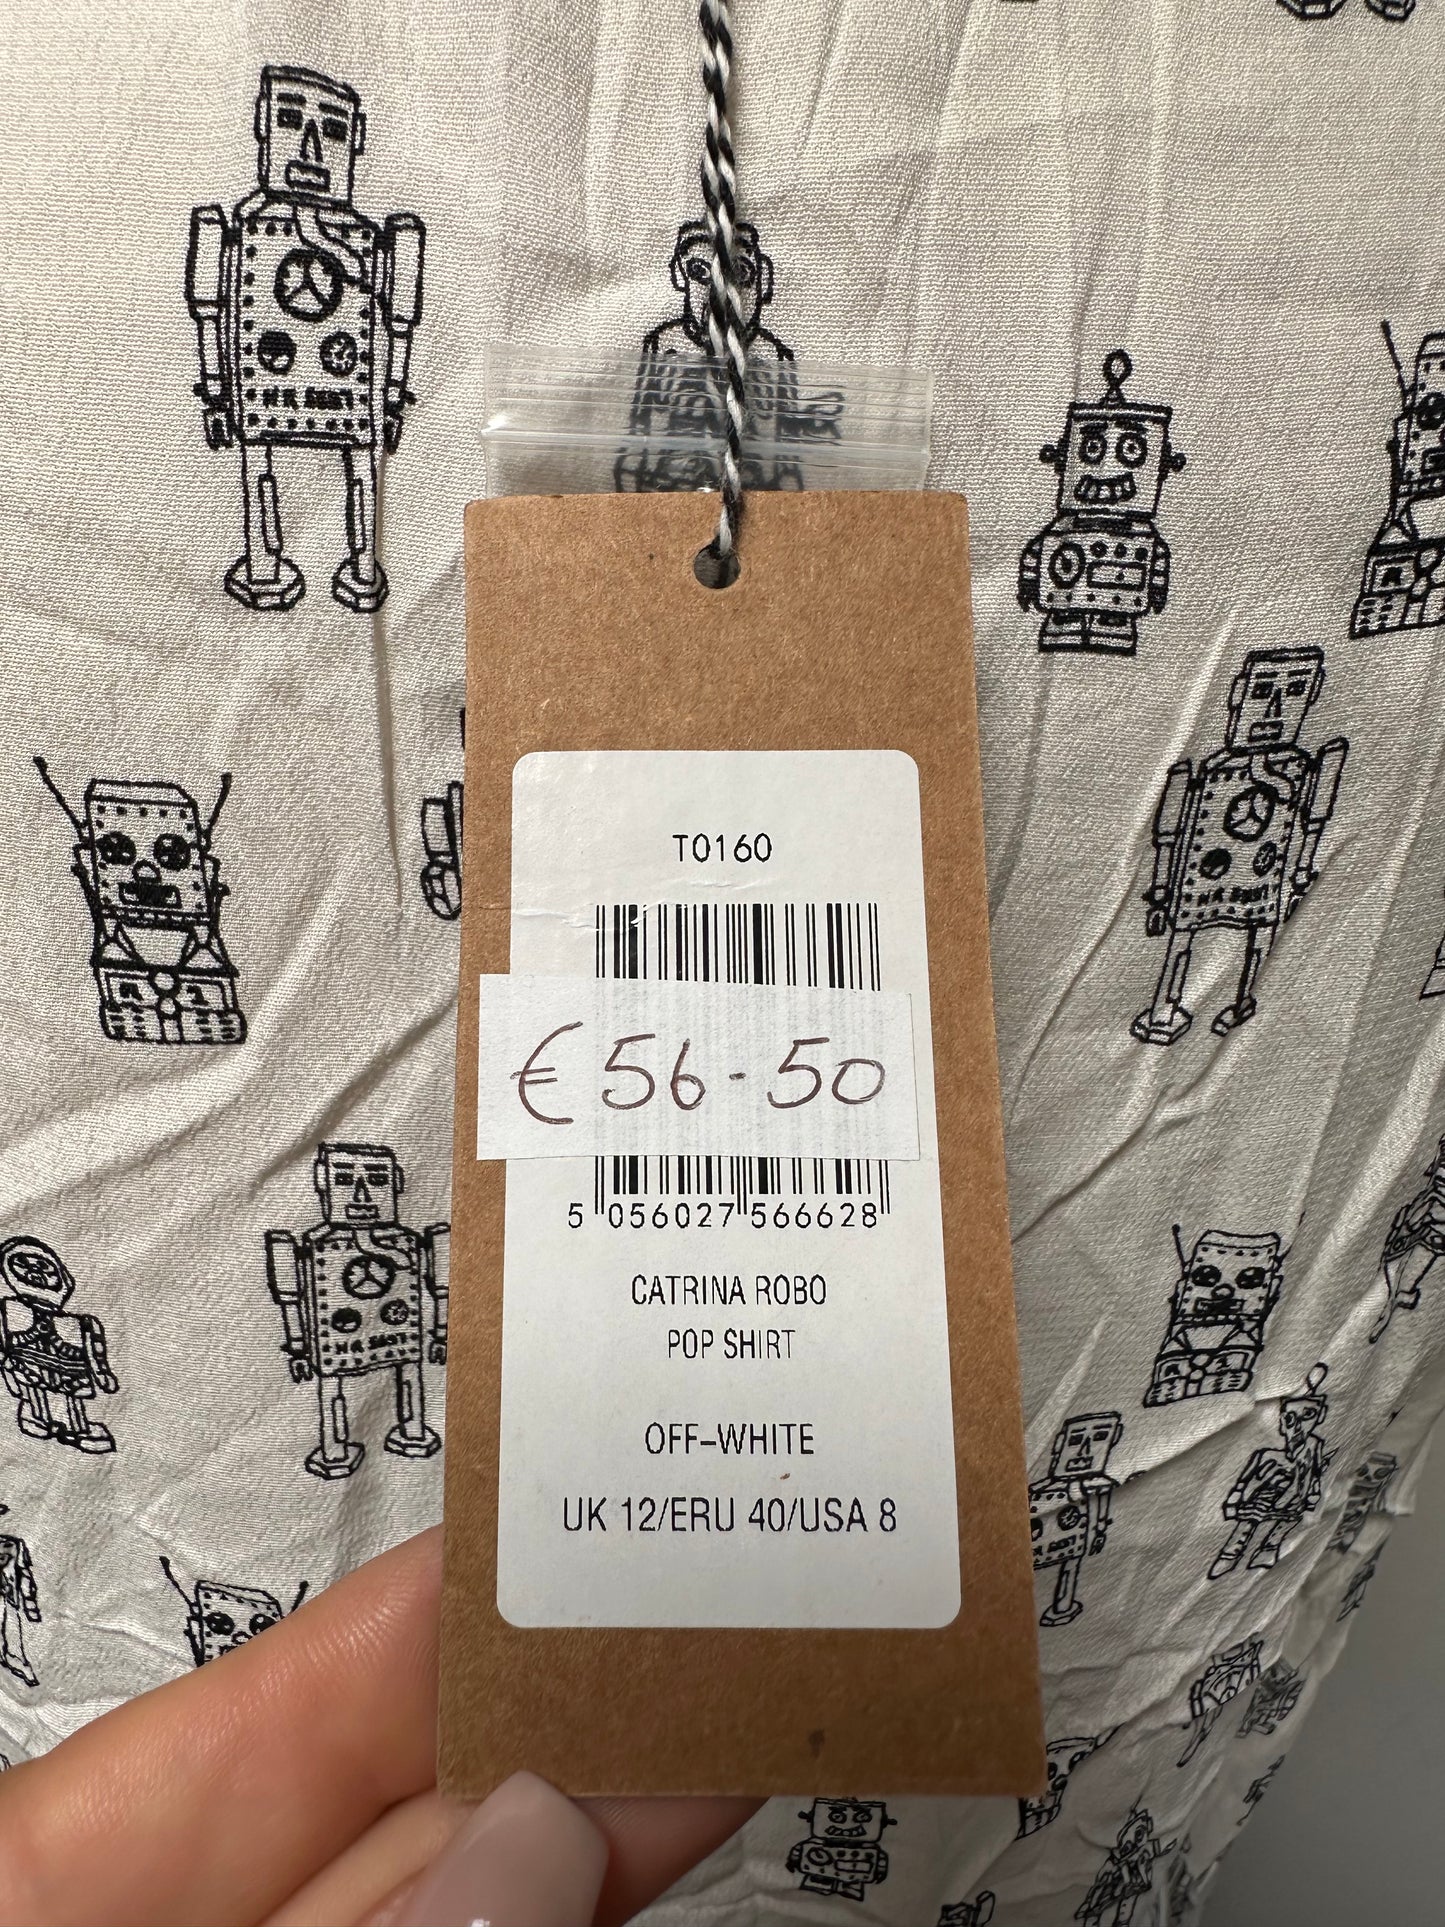 T0160
€ 56-50
5 056027 566628
CATRINA ROBO
POP SHIRT
OFF-WHITE
UK 12/ERU 40/USA 8